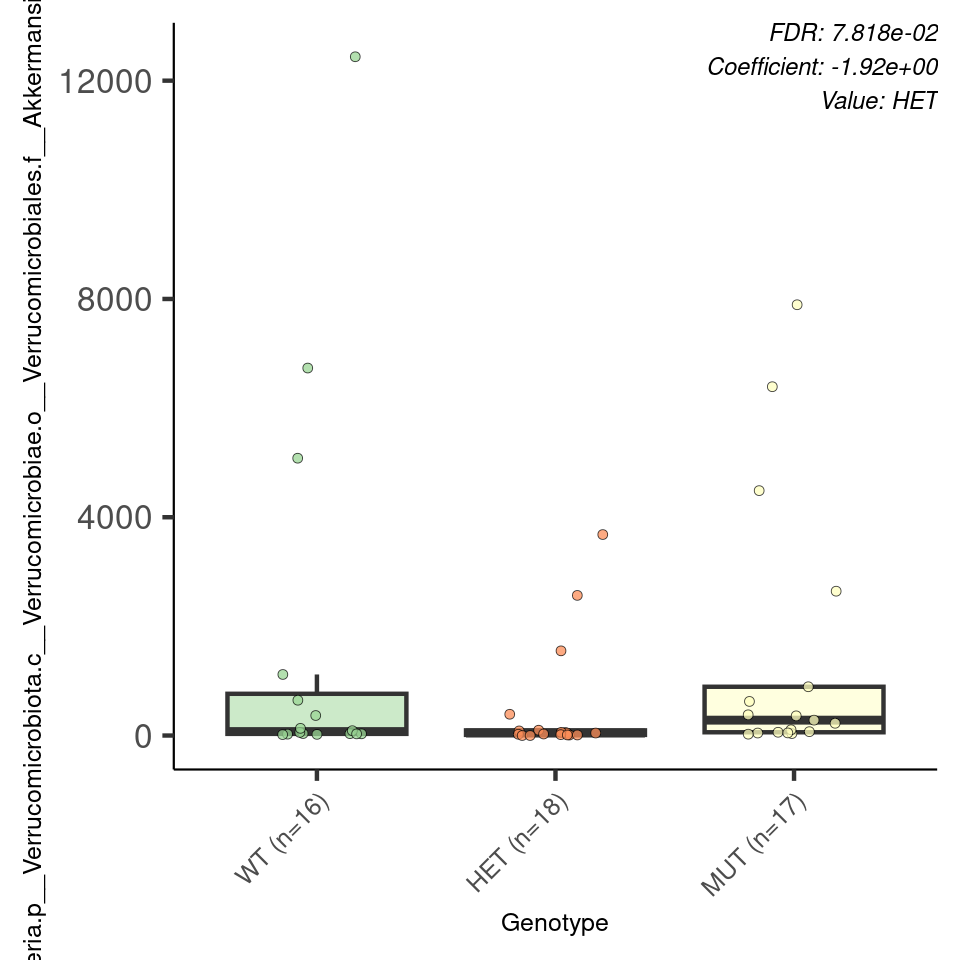 FDR: 7.818e-02
Coefficient: -1.92e+00
Value: HET
eria.p__Verrucomicrobiota.c__Verrucomicrobiae.o__Verrucomicrobiales.f__Akkermansi
12000
8000
4000
0
WT (n=16)
HET (n=18)
MUT (n=17)
Genotype